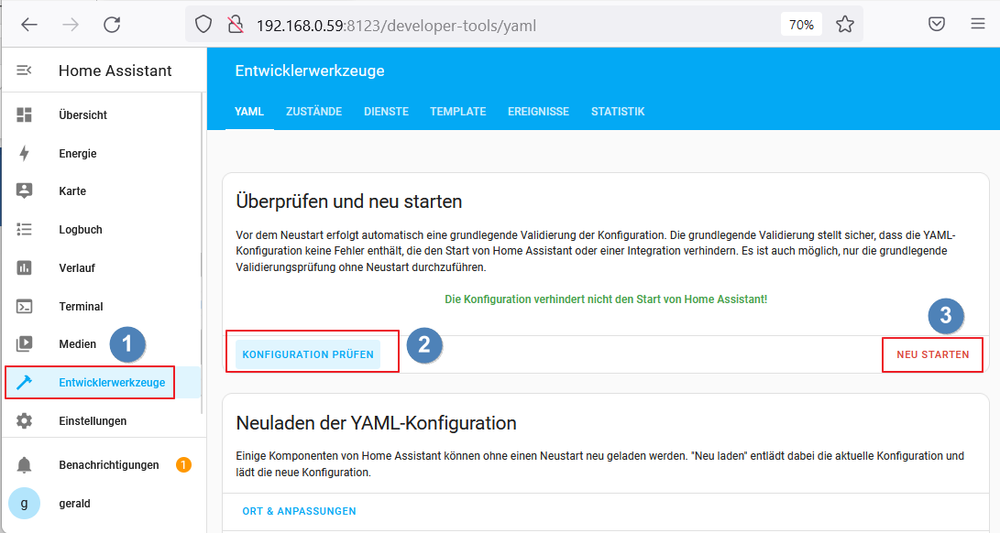 192.168.0.59:8123/developer-tools/yaml
70%
Home Assistant
Übersicht
Energie
Karte
Logbuch
Verlauf
Terminal
Medien
1
Entwicklerwerkzeuge
Einstellungen
Benachrichtigungen
1
g
gerald
Entwicklerwerkzeuge
YAML ZUSTÄNDE DIENSTE TEMPLATE EREIGNISSE STATISTIK
Überprüfen und neu starten
Vor dem Neustart erfolgt automatisch eine grundlegende Validierung der Konfiguration. Die grundlegende Validierung stellt sicher, dass die YAML-
Konfiguration keine Fehler enthält, die den Start von Home Assistant oder einer Integration verhindern. Es ist auch möglich, nur die grundlegende
Validierungsprüfung ohne Neustart durchzuführen.
Die Konfiguration verhindert nicht den Start von Home Assistant!
KONFIGURATION PRÜFEN
2
3
NEU STARTEN
Neuladen der YAML-Konfiguration
Einige Komponenten von Home Assistant können ohne einen Neustart neu geladen werden. "Neu laden" entlädt dabei die aktuelle Konfiguration und
lädt die neue Konfiguration.
ORT & ANPASSUNGEN